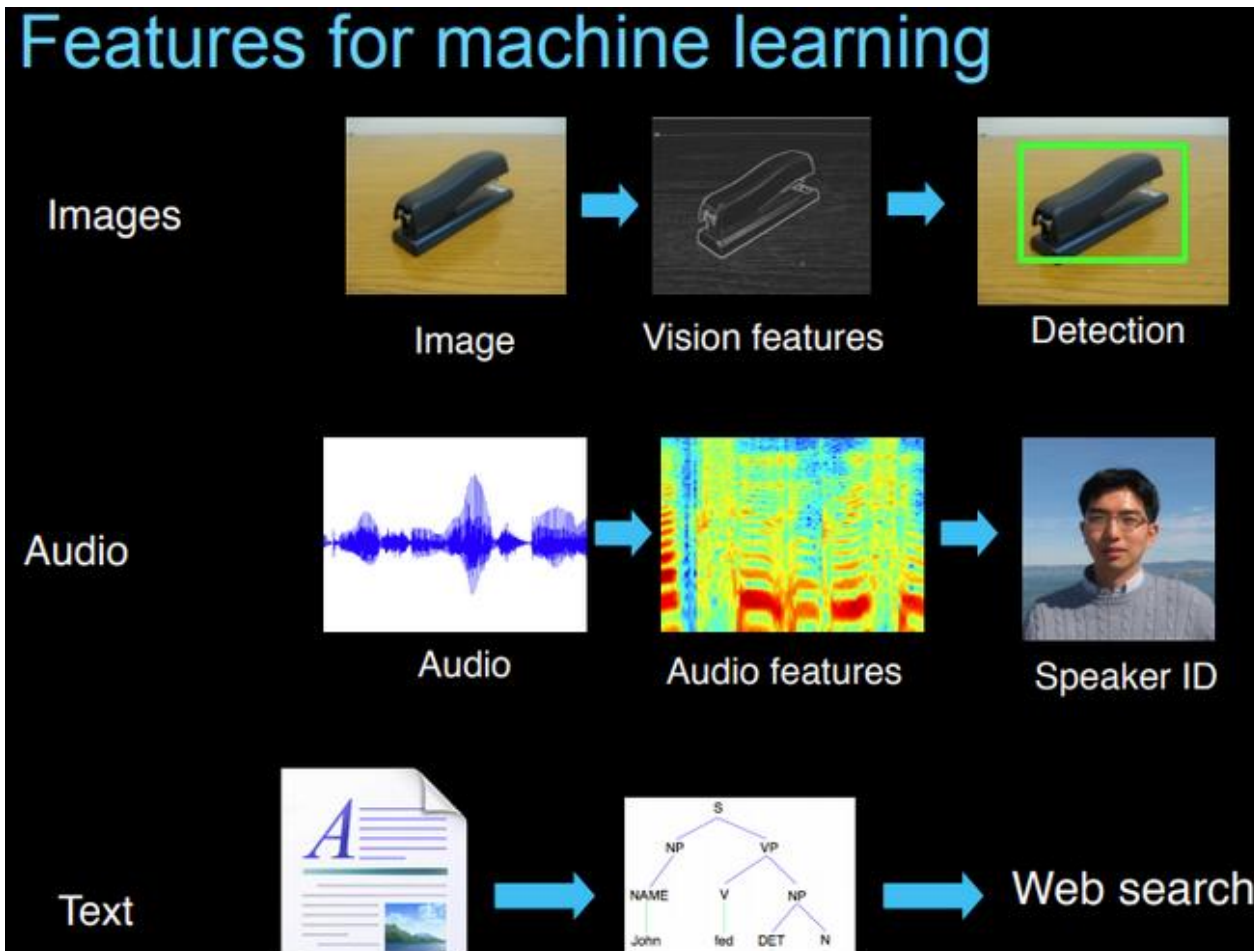 Features for machine learning
Images
Image
Vision features
Detection
Audio
Audio
Audio features
Speaker ID
Text
A
S
NP VP
NAME V NP
John fed DET N
Web search